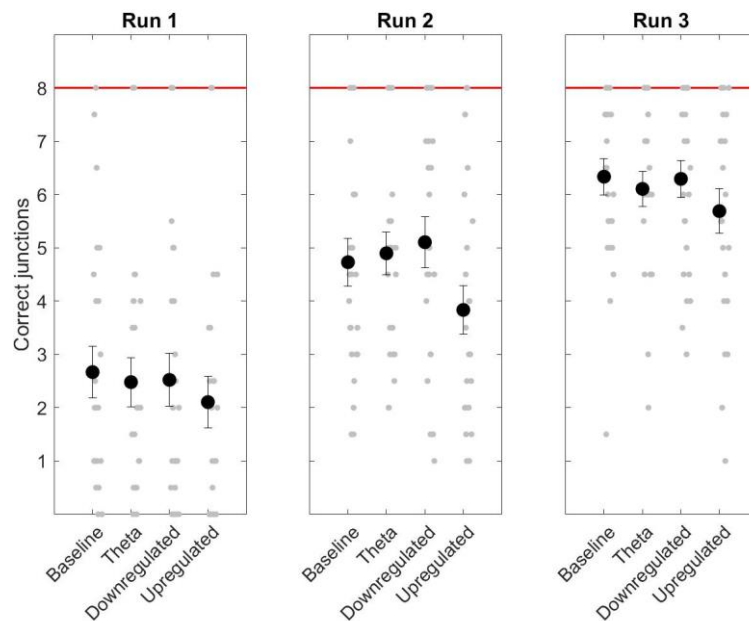 Run 1
Run 2
Run 3
Correct junctions
8
7
6
5
4
3
2
1
Baseline
Theta
Downregulated
Upregulated
Baseline
Theta
Downregulated
Upregulated
Baseline
Theta
Downregulated
Upregulated